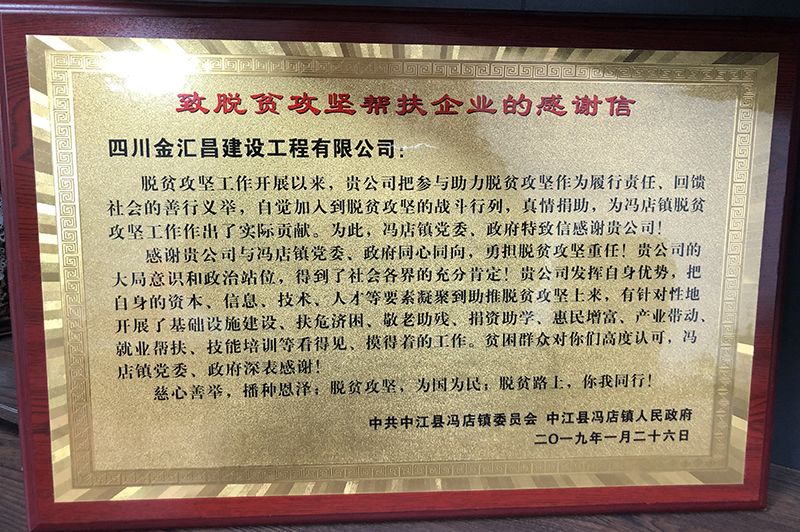 致脱贫攻坚帮扶企业的感谢信
四川金汇昌建设工程有限公司：
脱贫攻坚工作开展以来，贵公司把参与助力脱贫攻坚作为履行责任、回馈
社会的善行义举，自觉加入到脱贫攻坚的战斗行列，真情捐助，为冯店镇脱贫
攻坚工作作出了实际贡献。为此，冯店镇党委、政府特致信感谢贵公司！
感谢贵公司与冯店镇党委、政府同心同向，勇担脱贫攻坚重任！贵公司的
大局意识和政治站位，得到了社会各界的充分肯定！贵公司发挥自身优势，把
自身的资本、信息、技术、人才等要素凝聚到助推脱贫攻坚上来，有针对性地
开展了基础设施建设、扶危济困、敬老助残、捐资助学、惠民增富、产业带动、
就业帮扶、技能培训等看得见、摸得着的工作。贫困群众对你们高度认可，冯
店镇党委、政府深表感谢！
慈心善举，播种恩泽；脱贫攻坚，为国为民；脱贫路上，你我同行！
中共中江县冯店镇委员会 中江县冯店镇人民政府
二〇一九年一月二十六日